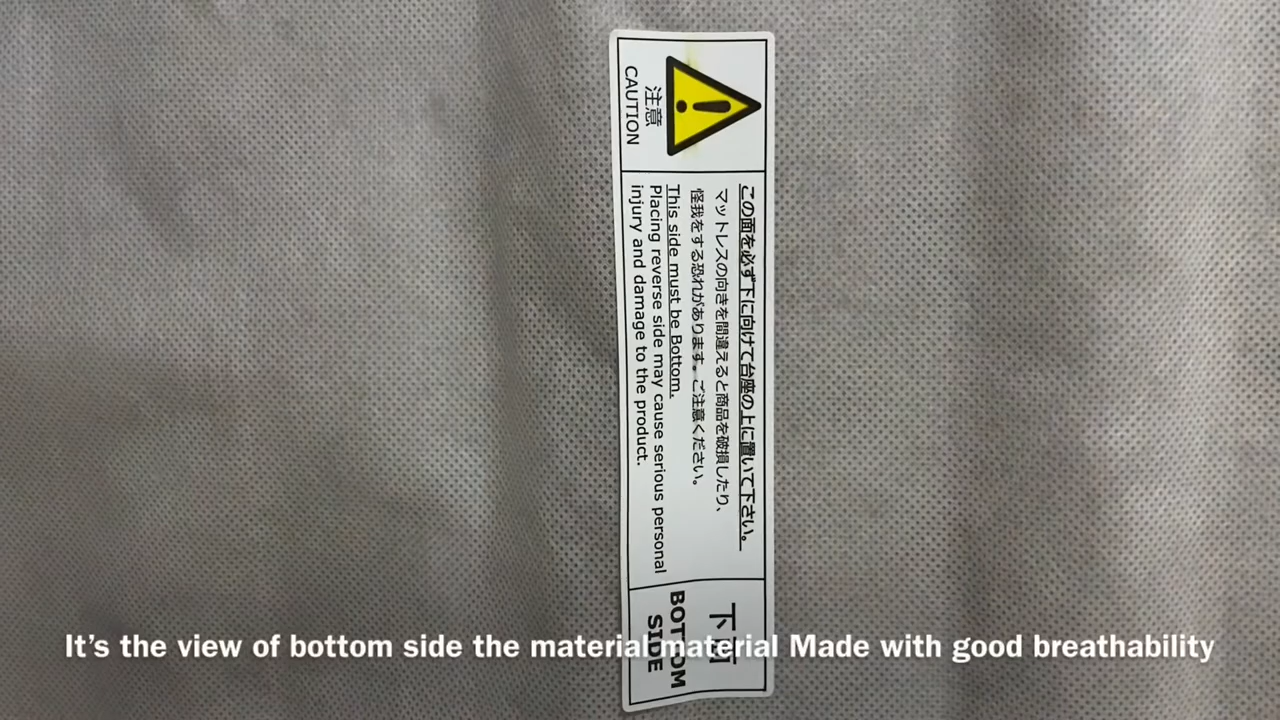 注意
CAUTION
この面を必ず下に向けて台座の上に置いて下さい。
マットレスの向きを間違えると商品を破損したり、
怪我をする恐れがあります。ご注意ください。
This side must be Bottom.
Placing reverse side may cause serious personal
injury and damage to the product.
下面
BOTTOM
SIDE
It’s the view of bottom side the materialmaterial Made with good breathability